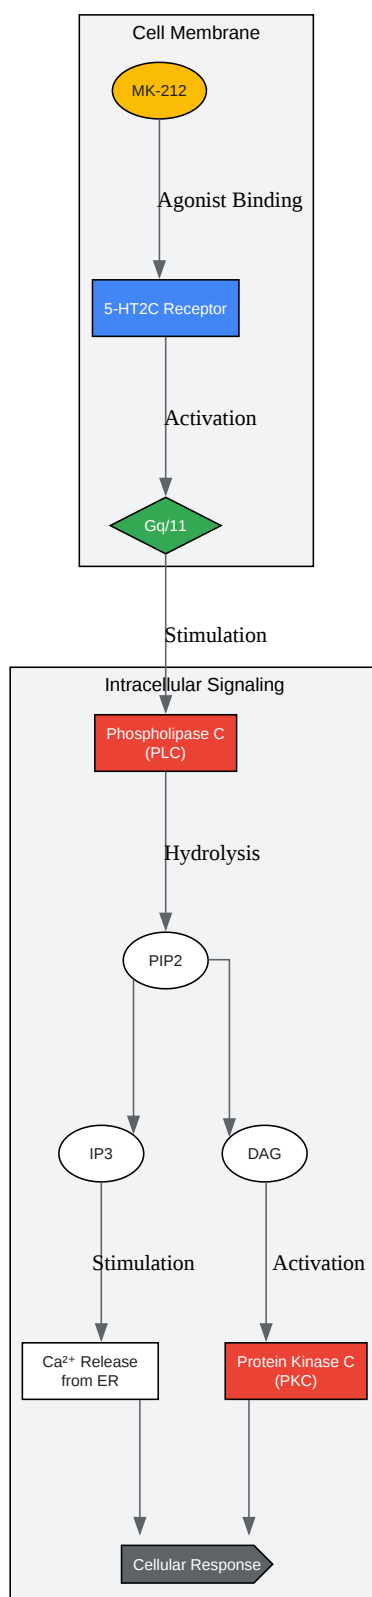 Cell Membrane
MK-212
Agonist Binding
5-HT2C Receptor
Activation
Gq/11
Stimulation
Intracellular Signaling
Phospholipase C
(PLC)
Hydrolysis
PIP2
IP3
DAG
Stimulation
Activation
Ca²⁺ Release
from ER
Protein Kinase C
(PKC)
Cellular Response